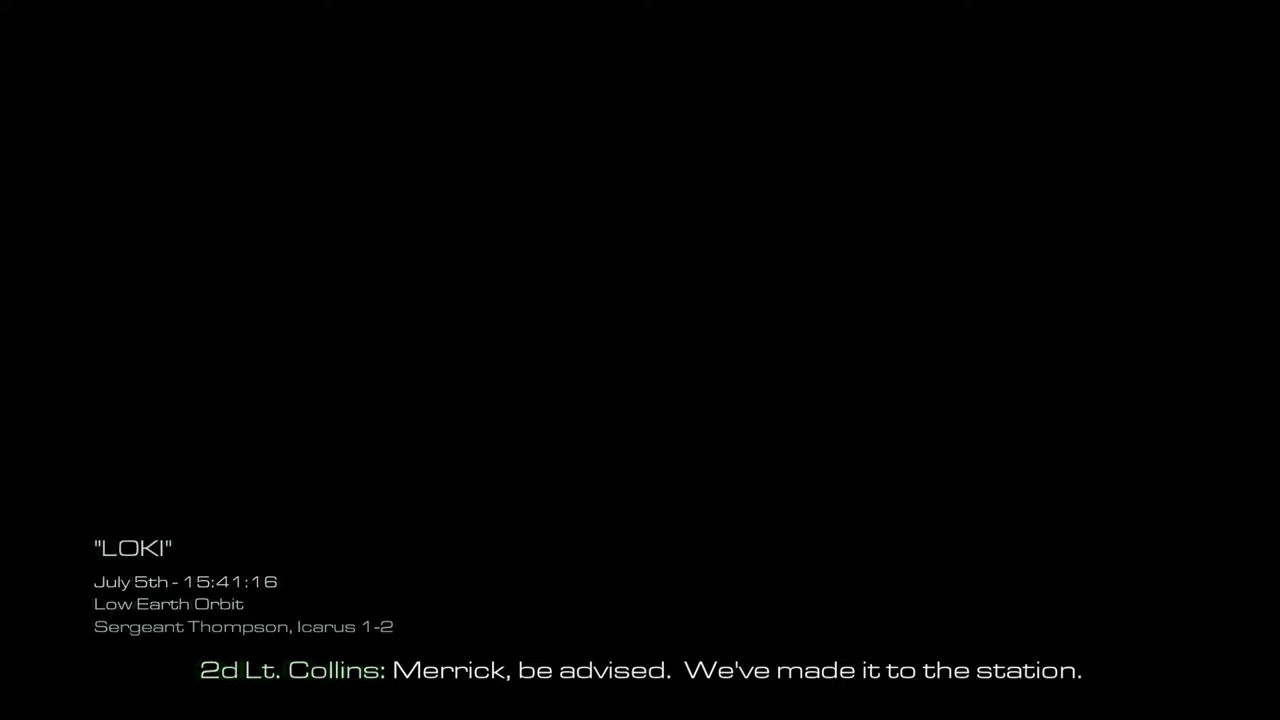 "LOKI"
July 5th - 15:41:16
Low Earth Orbit
Sergeant Thompson, Icarus 1-2
2d Lt. Collins: Merrick, be advised.  We've made it to the station.